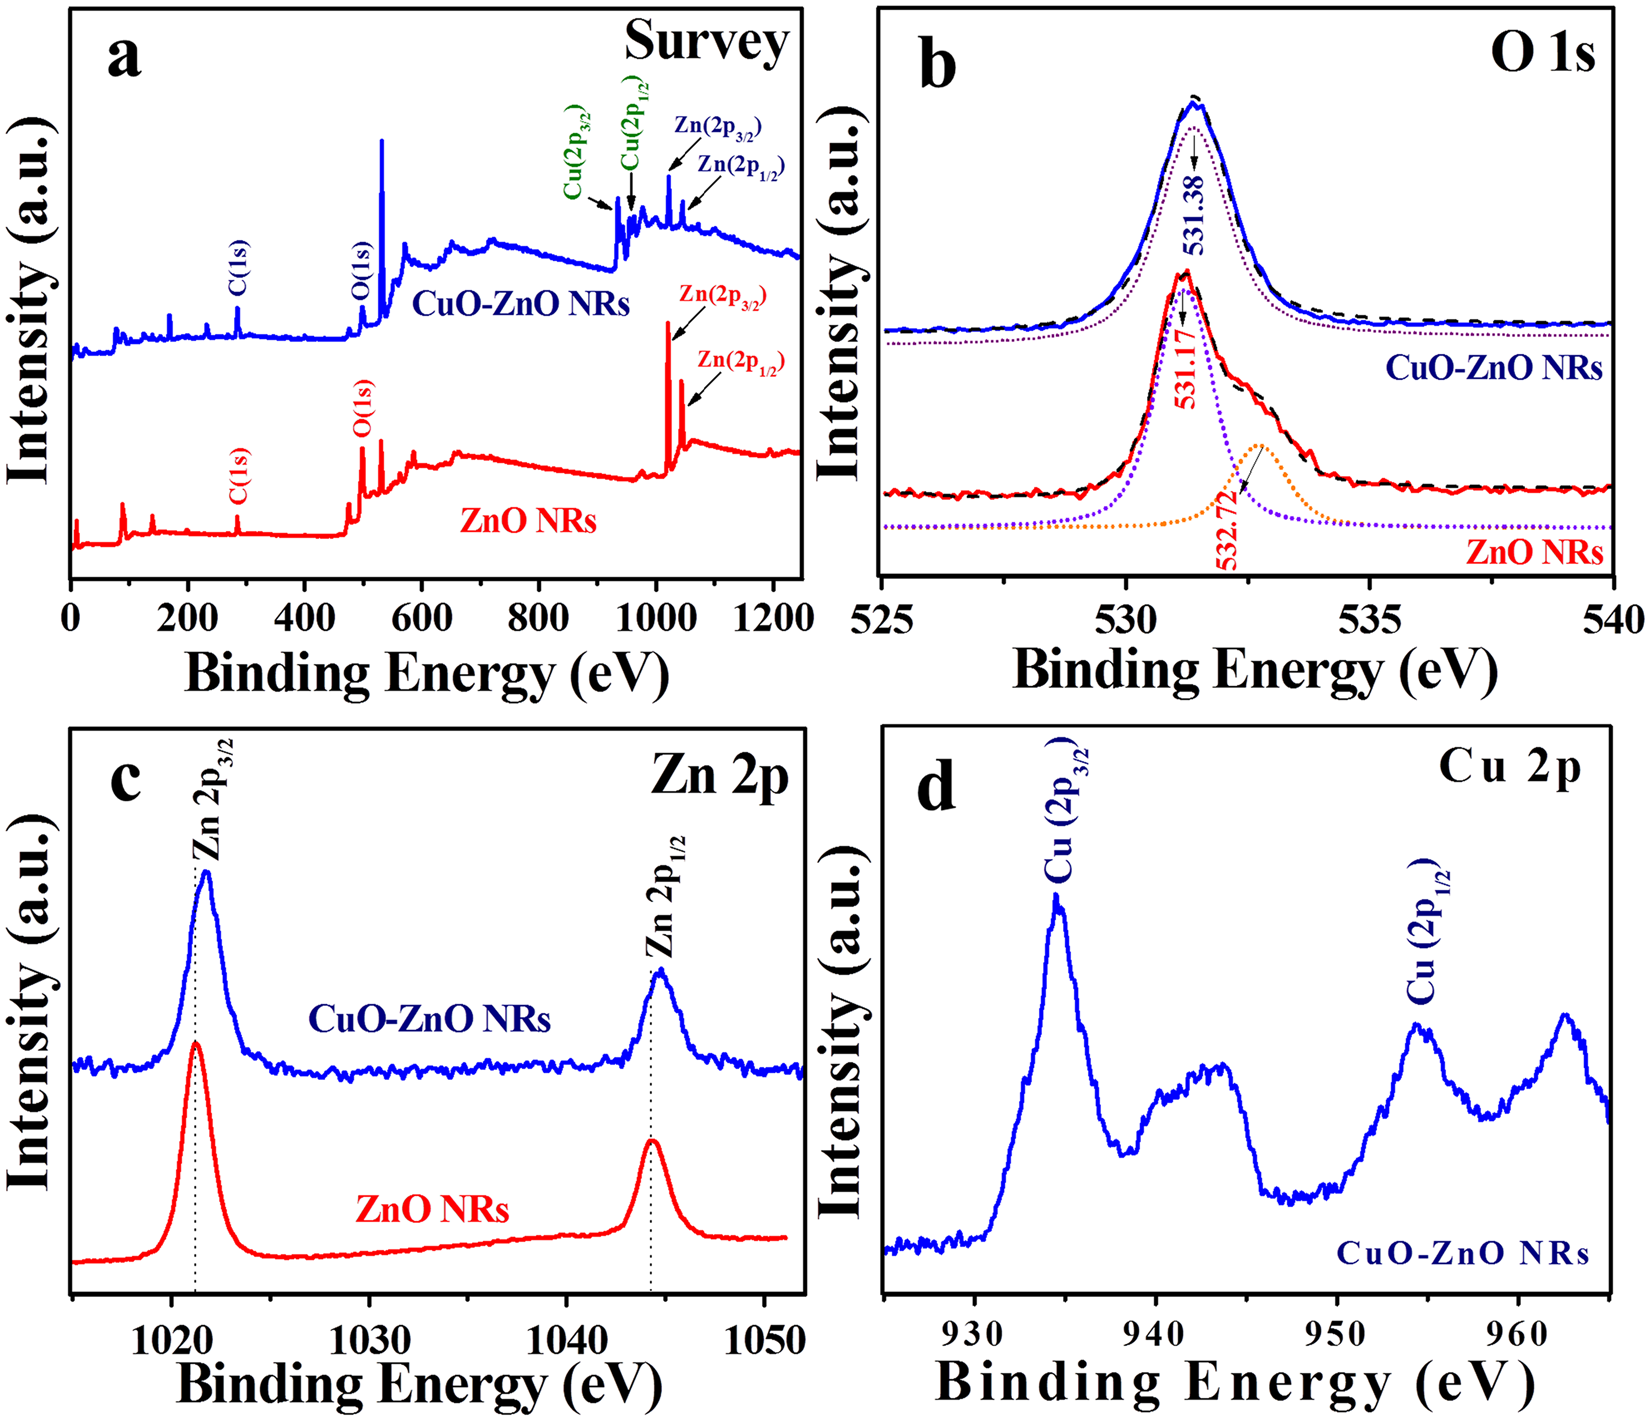 a
Survey
Intensity (a.u.)
Cu(2p3/2)
Cu(2p1/2)
Zn(2p3/2)
Zn(2p1/2)
C(1s)
O(1s)
CuO-ZnO NRs
Zn(2p3/2)
Zn(2p1/2)
C(1s)
O(1s)
ZnO NRs
0 200 400 600 800 1000 1200
Binding Energy (eV)
b
O 1s
Intensity (a.u.)
531.38
CuO-ZnO NRs
531.17
532.72
ZnO NRs
525 530 535 540
Binding Energy (eV)
c
Zn 2p
Intensity (a.u.)
Zn 2p3/2
Zn 2p1/2
CuO-ZnO NRs
ZnO NRs
1020 1030 1040 1050
Binding Energy (eV)
d
Cu 2p
Intensity (a.u.)
Cu (2p3/2)
Cu (2p1/2)
CuO-ZnO NRs
930 940 950 960
Binding Energy (eV)